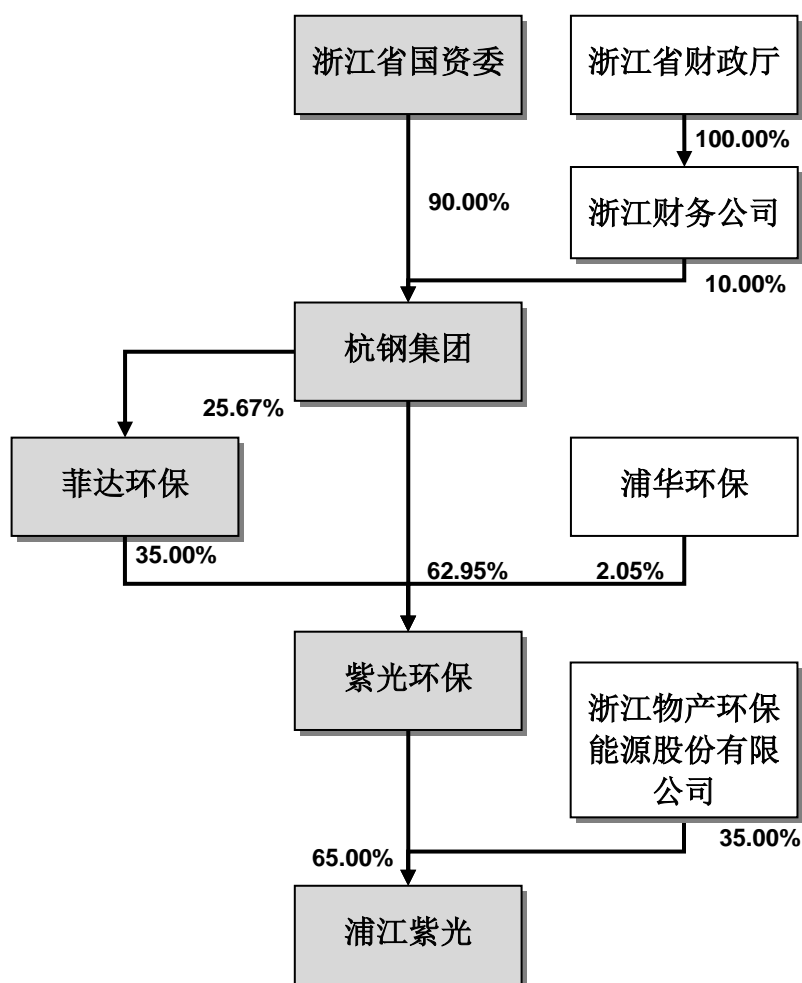 浙江省国资委
浙江省财政厅
100.00%
90.00%
浙江财务公司
10.00%
杭钢集团
25.67%
菲达环保
浦华环保
35.00%
62.95%
2.05%
紫光环保
浙江物产环保
能源股份有限
公司
35.00%
65.00%
浦江紫光